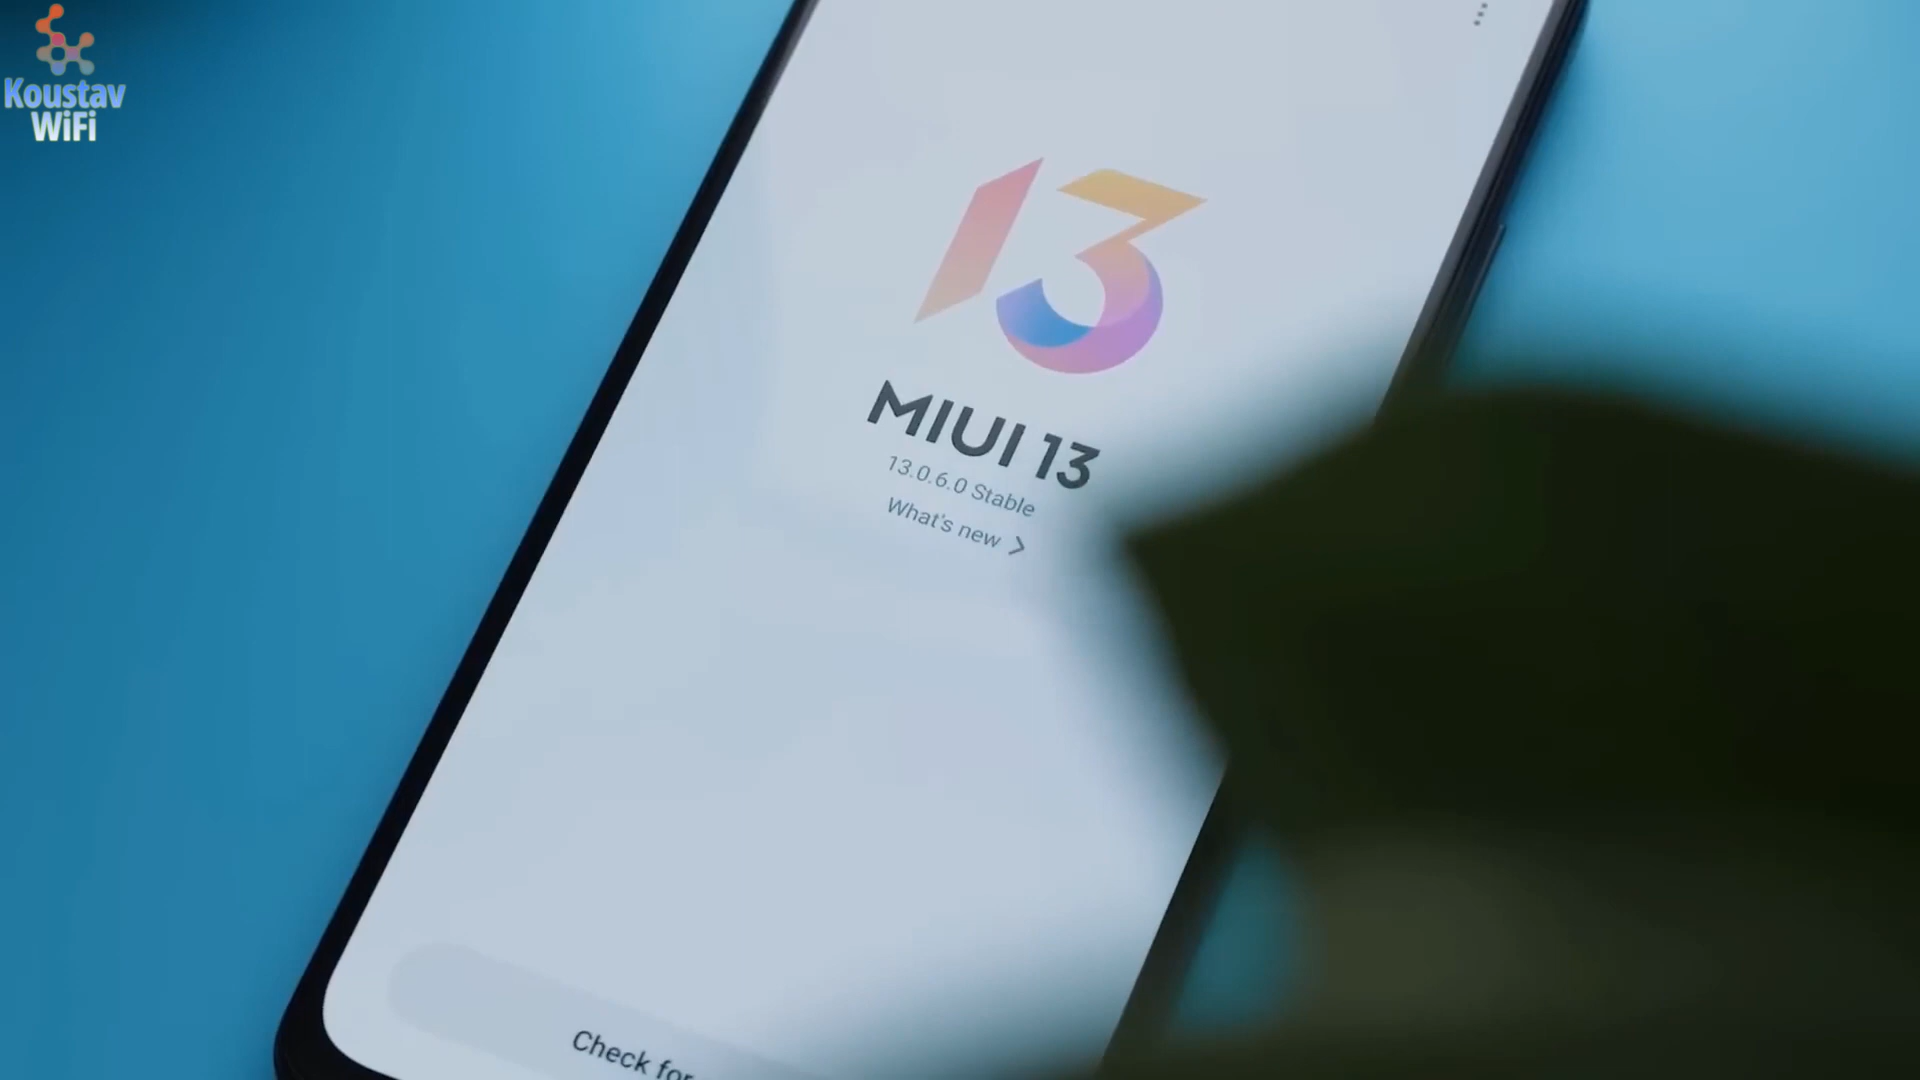 Koustav
WiFi
13
MIUI 13
13.0.6.0 Stable
What's new >
Check for